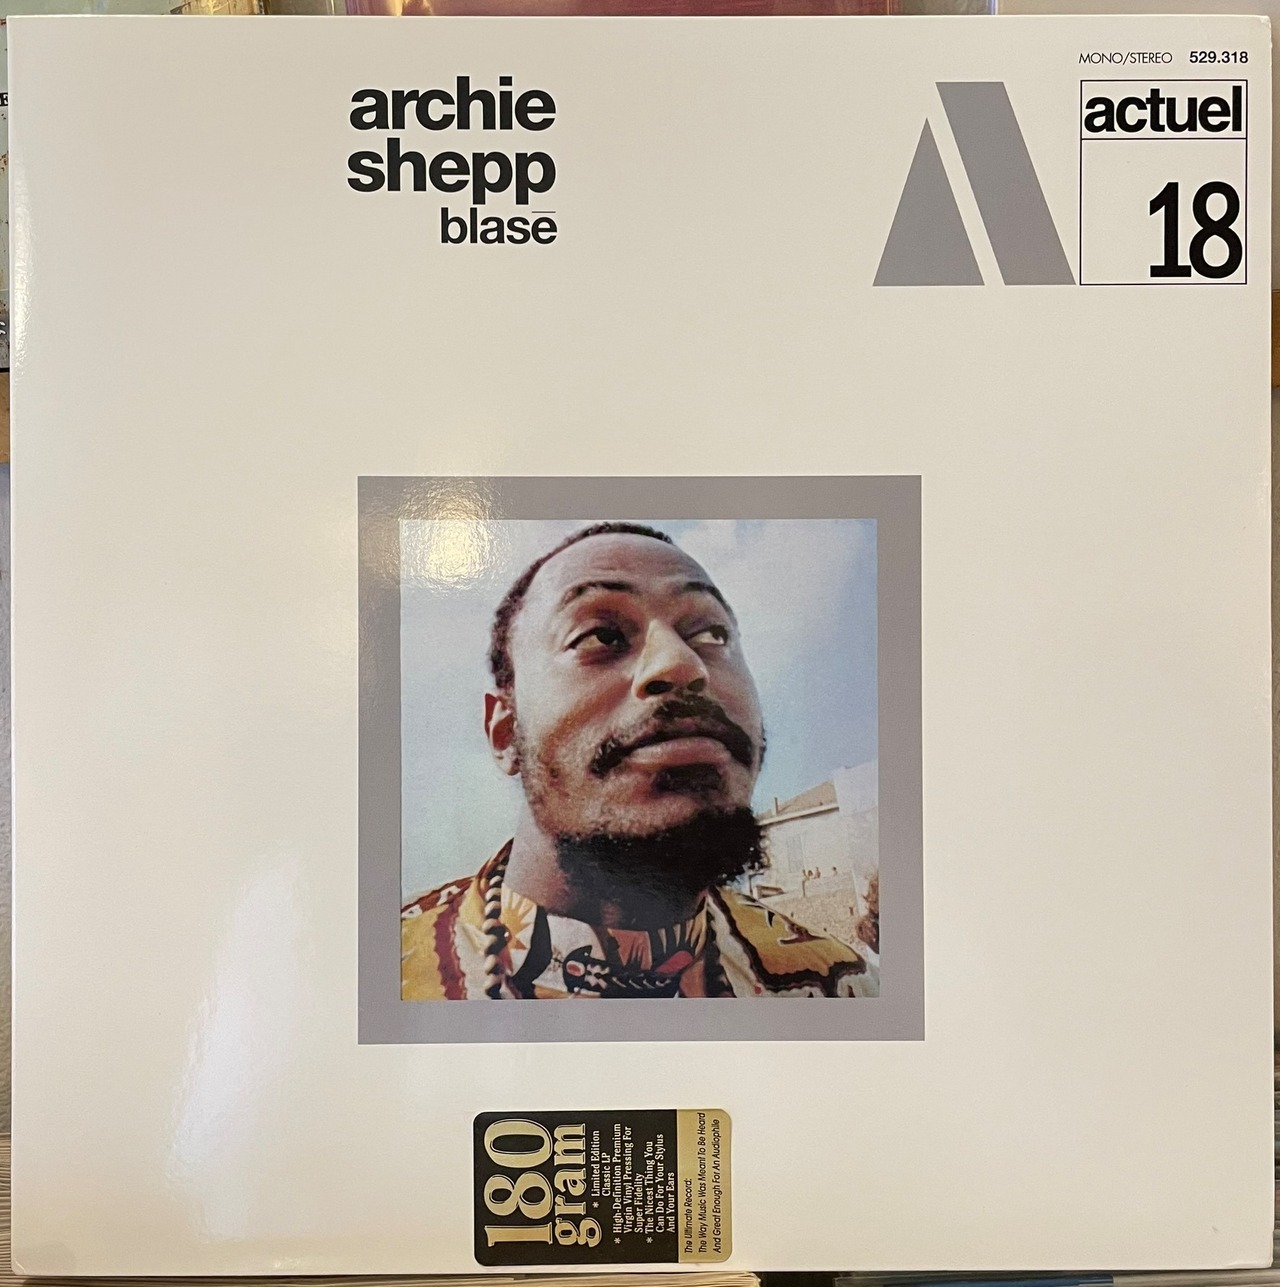 MONO/STEREO 529.318
archie
shepp
blasē
actuel
18
180
gram
* Limited Edition
Classic LP
* High-Definition Premium
Virgin Vinyl Pressing For
Super Fidelity
* The Nicest Thing You
Can Do For Your Stylus
And Your Ears
The Ultimate Record:
The Way Music Was Meant To Be Heard
And Great Enough For An Audiophile